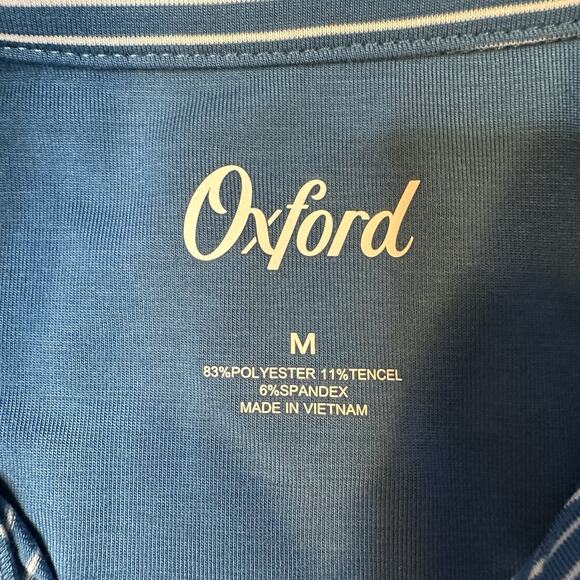 Oxford
M
83%POLYESTER 11%TENCEL
6%SPANDEX
MADE IN VIETNAM